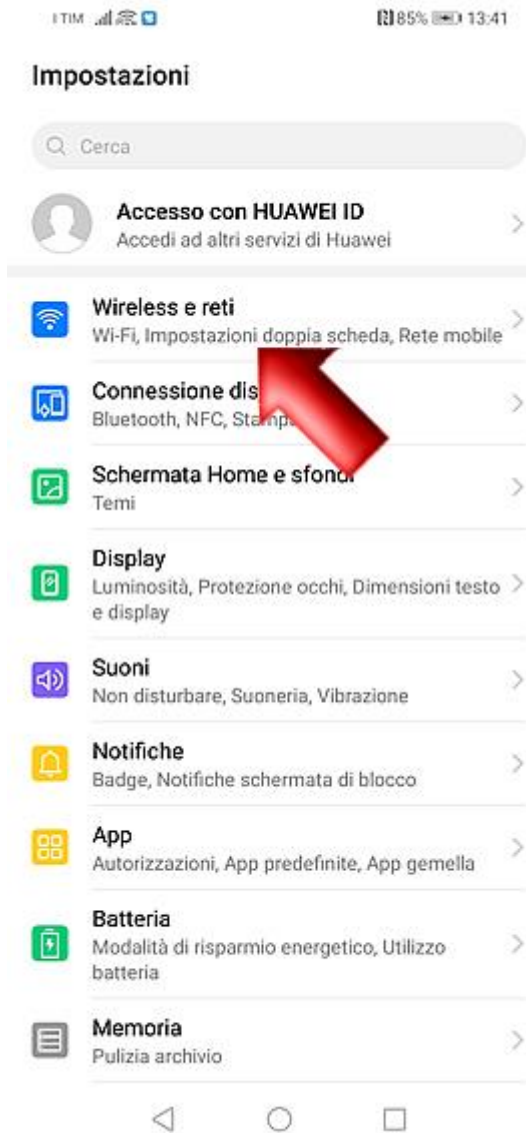 I TIM 85% 13:41
Impostazioni
Cerca
Accesso con HUAWEI ID
Accedi ad altri servizi di Huawei
Wireless e reti
Wi-Fi, Impostazioni doppia scheda, Rete mobile
Connessione dis
Bluetooth, NFC, Stampa
Schermata Home e sfondi
Temi
Display
Luminosità, Protezione occhi, Dimensioni testo
e display
Suoni
Non disturbare, Suoneria, Vibrazione
Notifiche
Badge, Notifiche schermata di blocco
App
Autorizzazioni, App predefinite, App gemella
Batteria
Modalità di risparmio energetico, Utilizzo
batteria
Memoria
Pulizia archivio